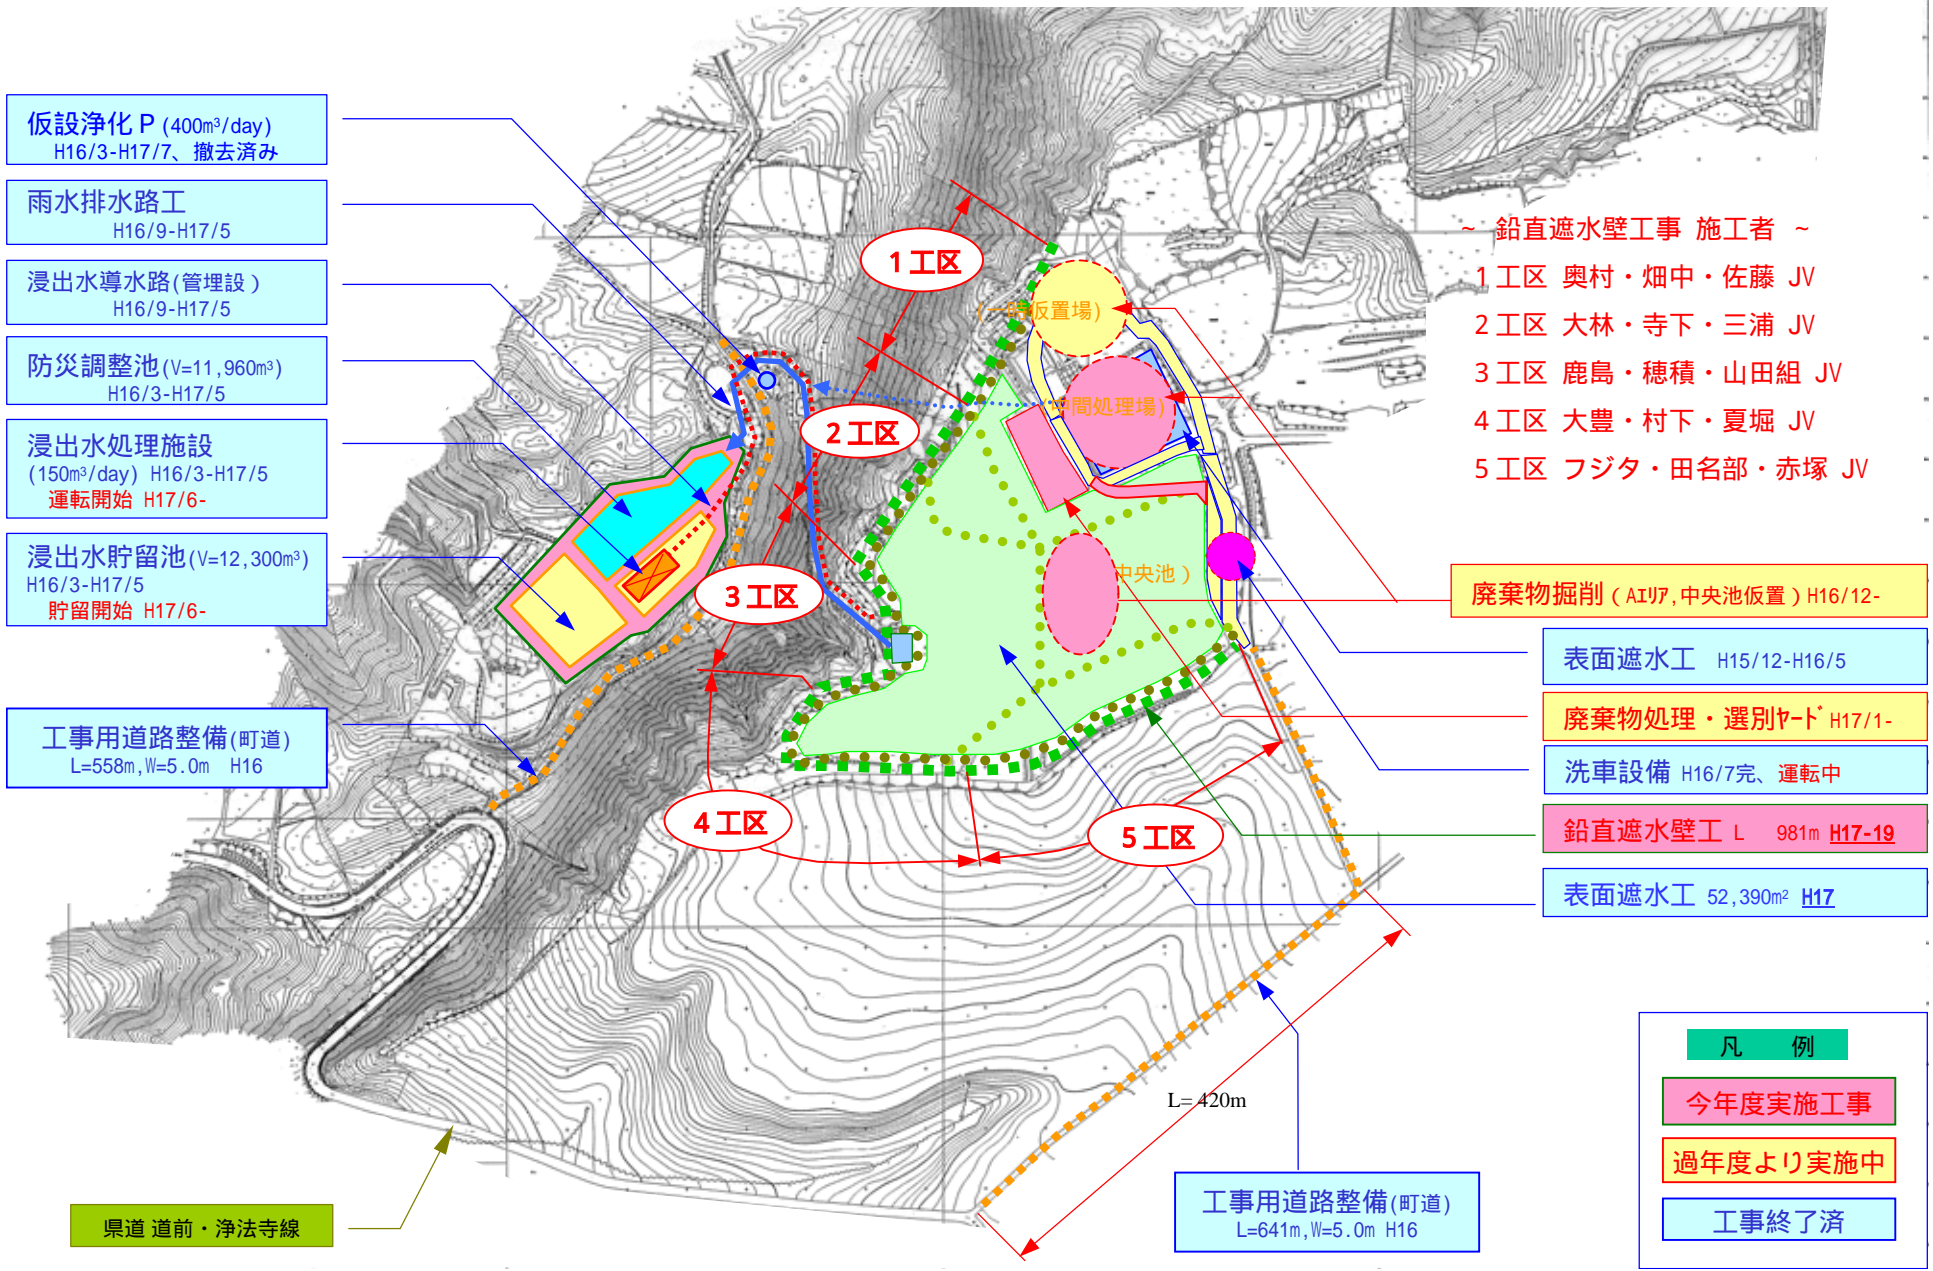 仮設浄化 P (400m³/day)
H16/3-H17/7、撤去済み
雨水排水路工
H16/9-H17/5
浸出水導水路(管埋設)
H16/9-H17/5
防災調整池(V=11,960m³)
H16/3-H17/5
浸出水処理施設
(150m³/day) H16/3-H17/5
運転開始 H17/6-
浸出水貯留池(V=12,300m³)
H16/3-H17/5
貯留開始 H17/6-
工事用道路整備(町道)
L=558m,W=5.0m H16
県道 道前・浄法寺線
1工区
2工区
3工区
4工区
5工区
(一時仮置場)
(中間処理場)
中央池)
L=420m
~ 鉛直遮水壁工事 施工者 ~
1工区 奥村・畑中・佐藤 JV
2工区 大林・寺下・三浦 JV
3工区 鹿島・穂積・山田組 JV
4工区 大豊・村下・夏堀 JV
5工区 フジタ・田名部・赤塚 JV
廃棄物掘削(Aエリア,中央池仮置)H16/12-
表面遮水工 H15/12-H16/5
廃棄物処理・選別ヤード H17/1-
洗車設備 H16/7完、運転中
鉛直遮水壁工 L 981m H17-19
表面遮水工 52,390m² H17
工事用道路整備(町道)
L=641m,W=5.0m H16
凡 例
今年度実施工事
過年度より実施中
工事終了済